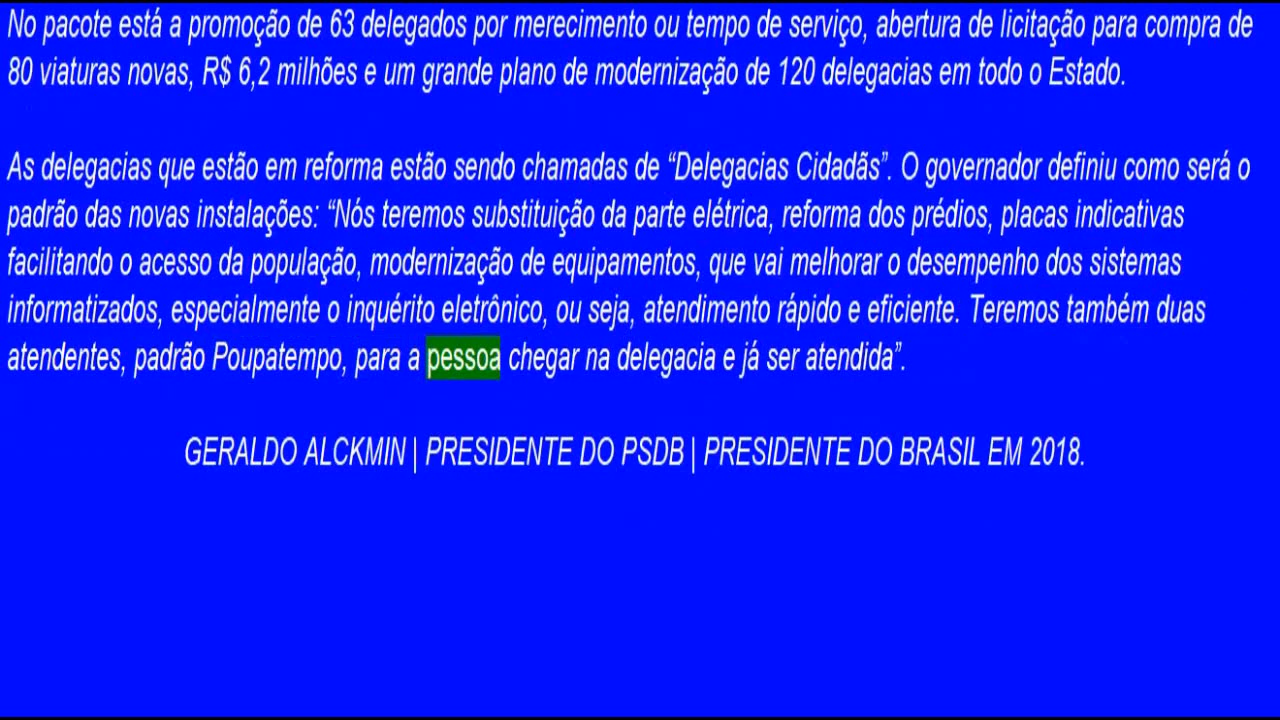 No pacote está a promoção de 63 delegados por merecimento ou tempo de serviço, abertura de licitação para compra de
80 viaturas novas, R$ 6,2 milhões e um grande plano de modernização de 120 delegacias em todo o Estado.
As delegacias que estão em reforma estão sendo chamadas de “Delegacias Cidadãs”. O governador definiu como será o
padrão das novas instalações: “Nós teremos substituição da parte elétrica, reforma dos prédios, placas indicativas
facilitando o acesso da população, modernização de equipamentos, que vai melhorar o desempenho dos sistemas
informatizados, especialmente o inquérito eletrônico, ou seja, atendimento rápido e eficiente. Teremos também duas
atendentes, padrão Poupatempo, para a pessoa chegar na delegacia e já ser atendida”.
GERALDO ALCKMIN | PRESIDENTE DO PSDB | PRESIDENTE DO BRASIL EM 2018.